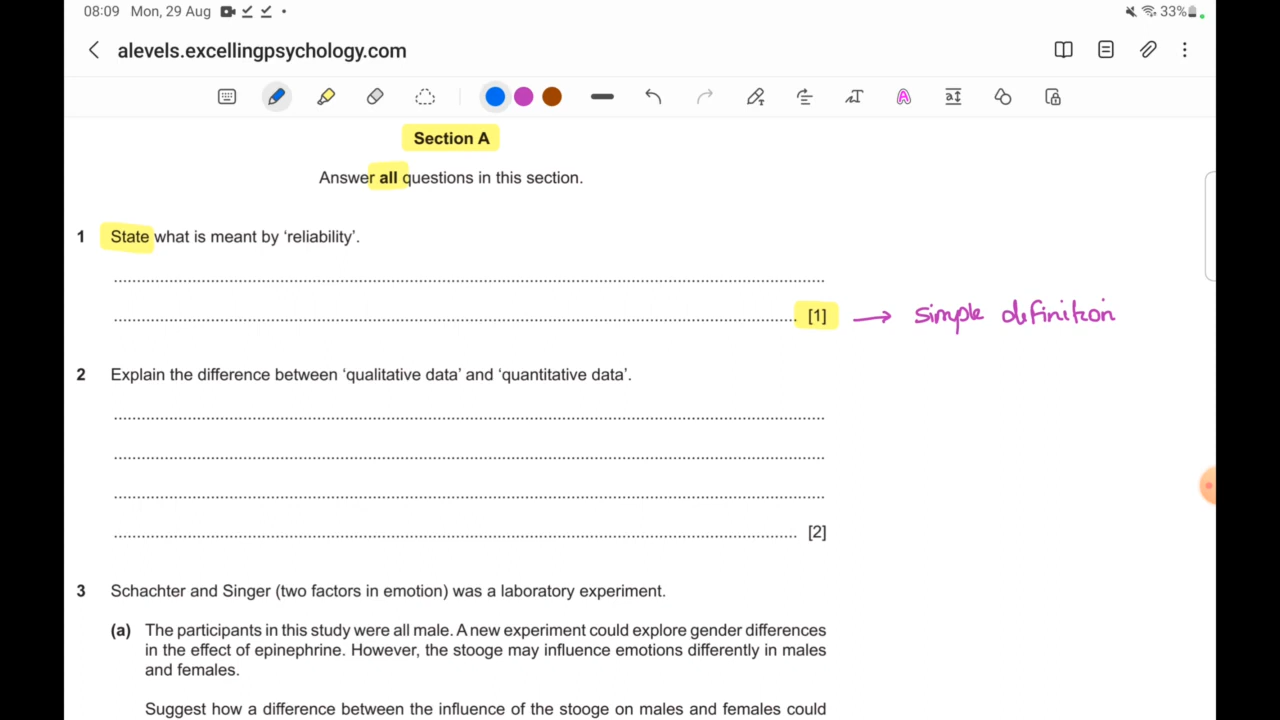 08:09 Mon, 29 Aug
33%
alevels.excellingpsychology.com
Section A
Answer all questions in this section.
1 State what is meant by ‘reliability’.
[1] → simple definition
2 Explain the difference between ‘qualitative data’ and ‘quantitative data’.
[2]
3 Schachter and Singer (two factors in emotion) was a laboratory experiment.
(a) The participants in this study were all male. A new experiment could explore gender differences
in the effect of epinephrine. However, the stooge may influence emotions differently in males
and females.
Suggest how a difference between the influence of the stooge on males and females could